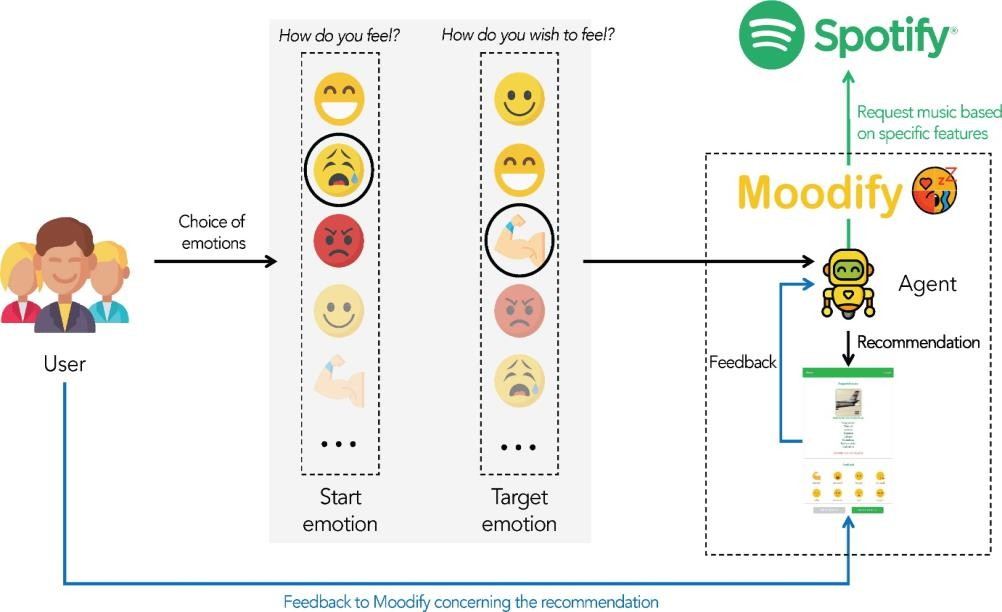 How do you feel?
How do you wish to feel?
Spotify®
Request music based
on specific features
Moodify
zZ
Choice of
emotions
Agent
User
Recommendation
Feedback
Start
emotion
Target
emotion
Feedback to Moodify concerning the recommendation